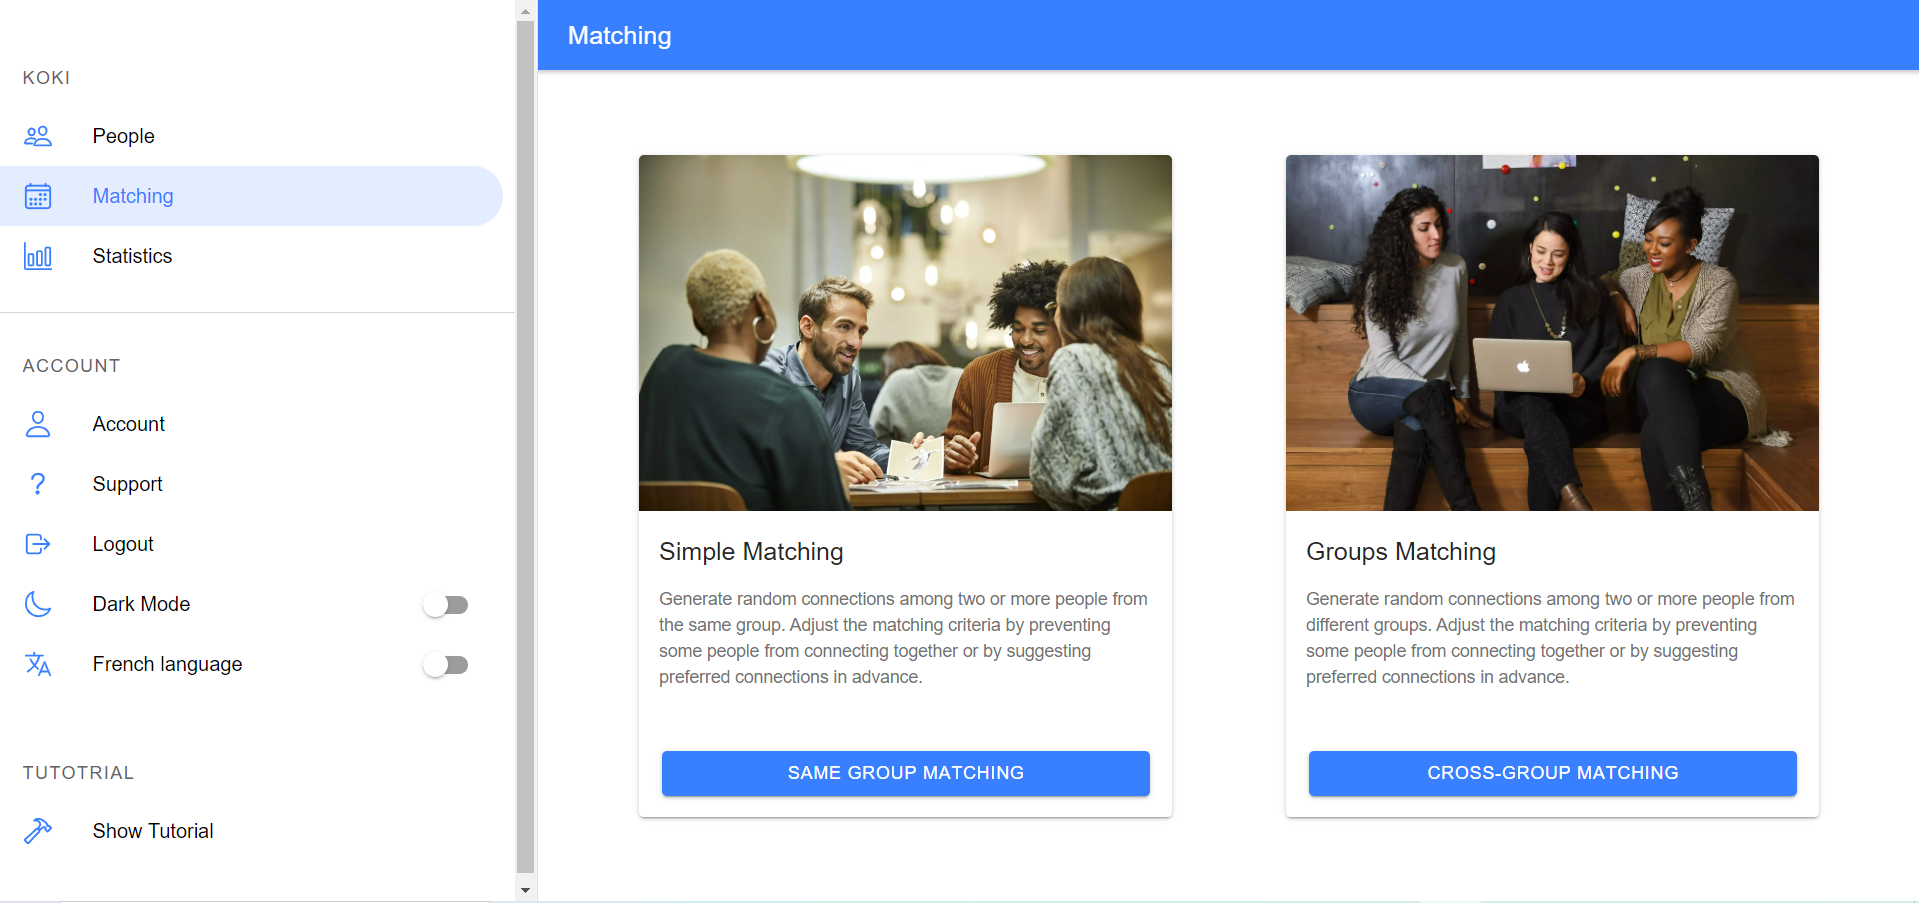 KOKI
People
Matching
Statistics
ACCOUNT
Account
Support
Logout
Dark Mode
French language
TUTOTRIAL
Show Tutorial
Matching
Simple Matching
Generate random connections among two or more people from
the same group. Adjust the matching criteria by preventing
some people from connecting together or by suggesting
preferred connections in advance.
SAME GROUP MATCHING
Groups Matching
Generate random connections among two or more people from
different groups. Adjust the matching criteria by preventing
some people from connecting together or by suggesting
preferred connections in advance.
CROSS-GROUP MATCHING